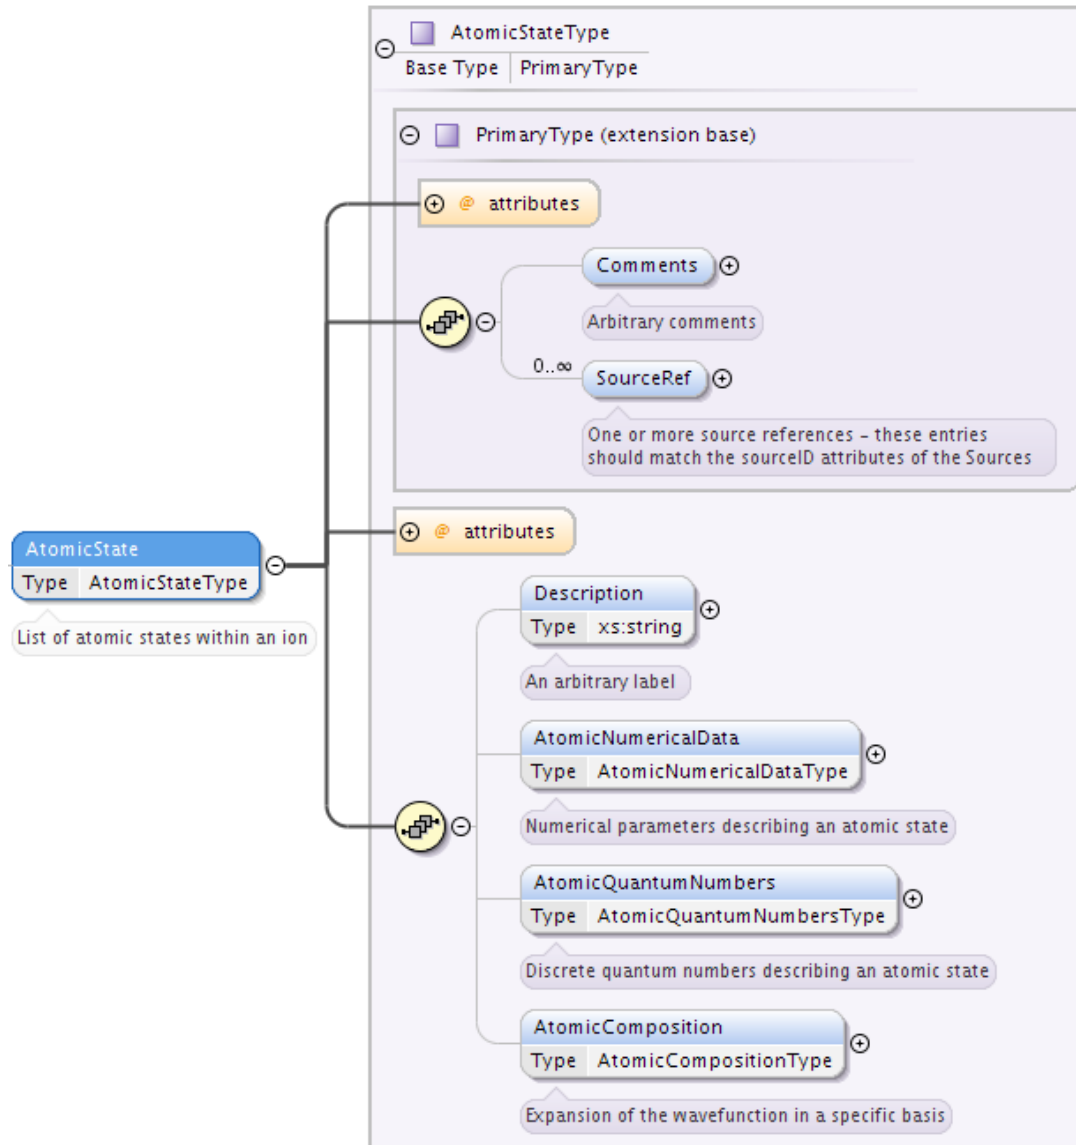 AtomicStateType
Base Type PrimaryType
PrimaryType (extension base)
@ attributes
Comments
Arbitrary comments
0..∞
SourceRef
One or more source references – these entries
should match the sourceID attributes of the Sources
@ attributes
AtomicState
Type AtomicStateType
List of atomic states within an ion
Description
Type xs:string
An arbitrary label
AtomicNumericalData
Type AtomicNumericalDataType
Numerical parameters describing an atomic state
AtomicQuantumNumbers
Type AtomicQuantumNumbersType
Discrete quantum numbers describing an atomic state
AtomicComposition
Type AtomicCompositionType
Expansion of the wavefunction in a specific basis